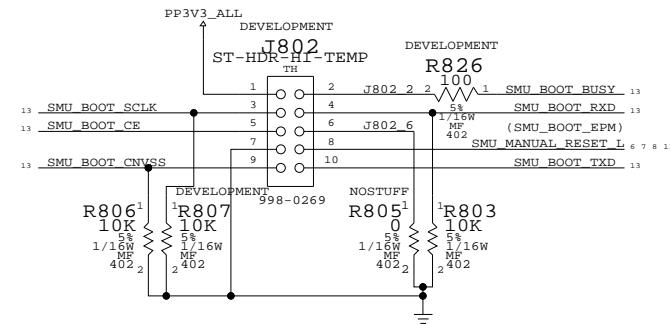 PP3V3_ALL
DEVELOPMENT
J802
ST-HDR-HI-TEMP
TH
DEVELOPMENT
R826
100
1 2 J802_2 2 1 SMU_BOOT_BUSY 13
5%
1/16W
MF
402
13 SMU_BOOT_SCLK 3 4 SMU_BOOT_RXD 13
13 SMU_BOOT_CE 5 6 J802_6 (SMU_BOOT_EPM)
7 8 SMU_MANUAL_RESET_L 6 7 8 1
13 SMU_BOOT_CNVSS 9 10 SMU_BOOT_TXD 13
998-0269
R806 1
10K
5%
1/16W
MF
402 2
DEVELOPMENT
1 R807
10K
5%
1/16W
MF
2 402
NOSTUFF
R805 1
0
5%
1/16W
MF
402 2
1 R803
10K
5%
1/16W
MF
2 402